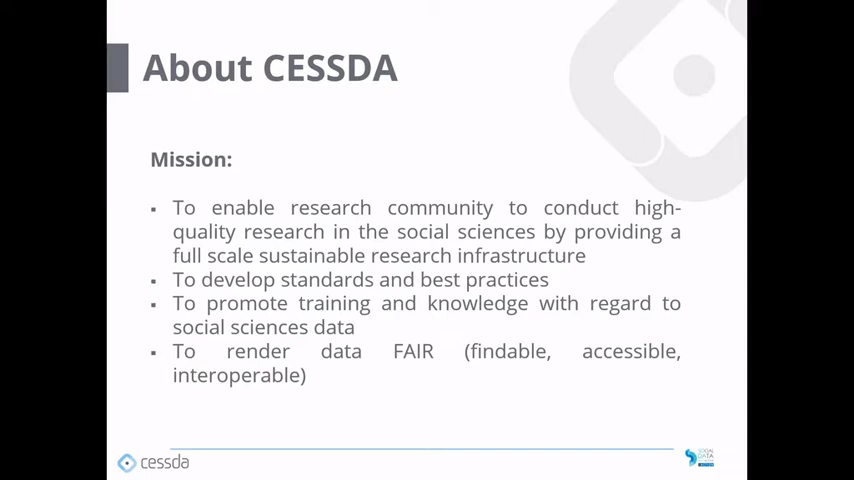 About CESSDA
Mission:
▪ To enable research community to conduct high-
quality research in the social sciences by providing a
full scale sustainable research infrastructure
▪ To develop standards and best practices
▪ To promote training and knowledge with regard to
social sciences data
▪ To render data FAIR (findable, accessible,
interoperable)
cessda
SOCIAL
DATA